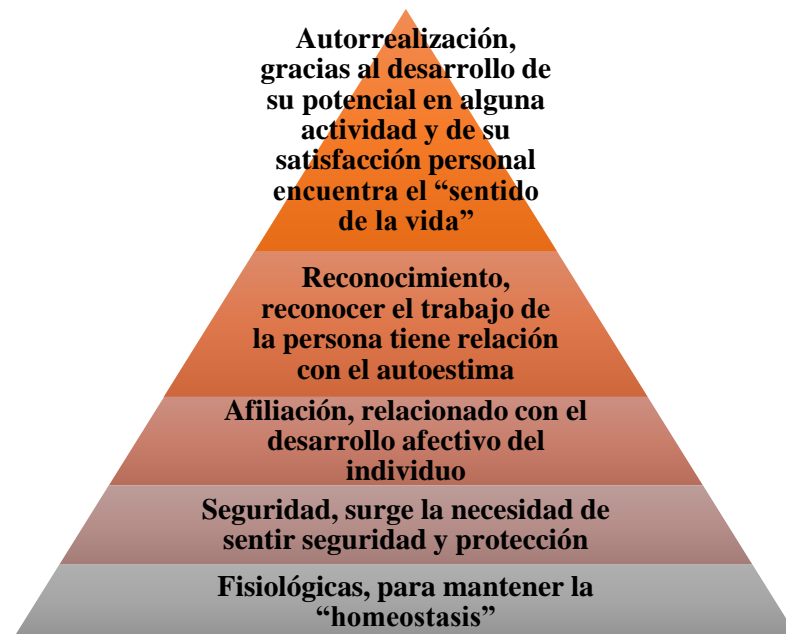 Autorrealización,
gracias al desarrollo de
su potencial en alguna
actividad y de su
satisfacción personal
encuentra el “sentido
de la vida”
Reconocimiento,
reconocer el trabajo de
la persona tiene relación
con el autoestima
Afiliación, relacionado con el
desarrollo afectivo del
individuo
Seguridad, surge la necesidad de
sentir seguridad y protección
Fisiológicas, para mantener la
“homeostasis”